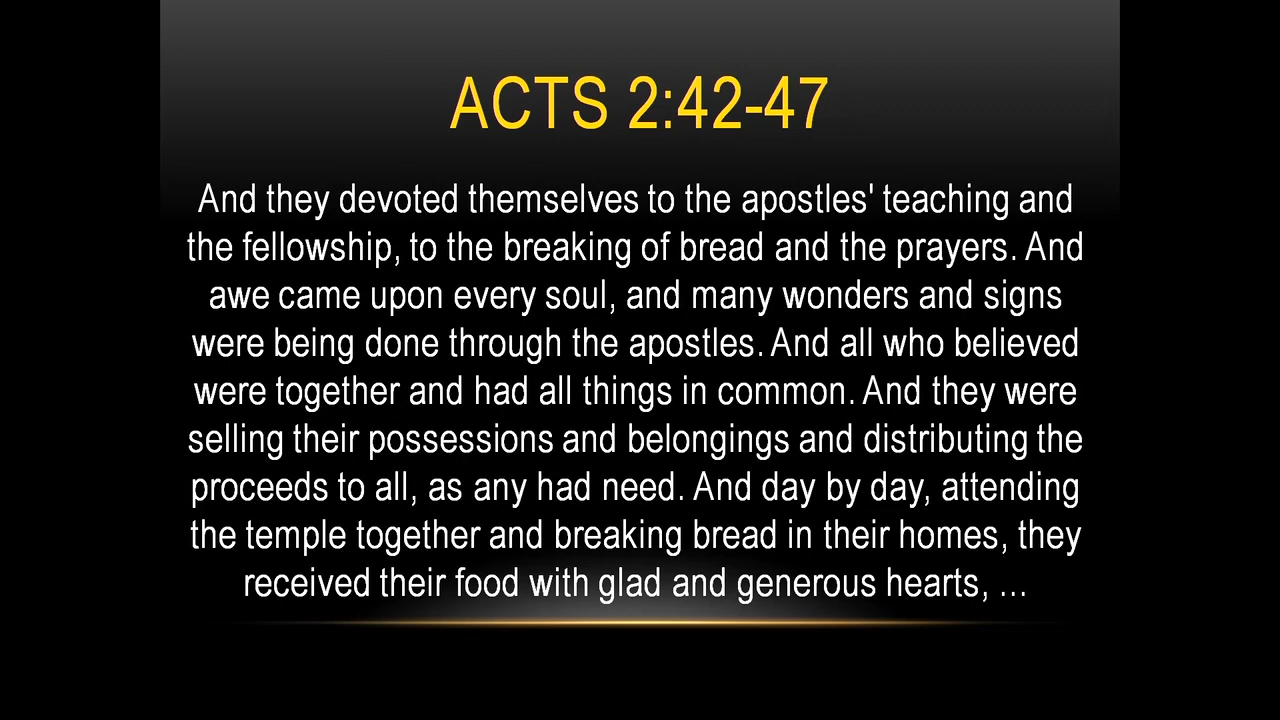 ACTS 2:42-47
And they devoted themselves to the apostles' teaching and
the fellowship, to the breaking of bread and the prayers. And
awe came upon every soul, and many wonders and signs
were being done through the apostles. And all who believed
were together and had all things in common. And they were
selling their possessions and belongings and distributing the
proceeds to all, as any had need. And day by day, attending
the temple together and breaking bread in their homes, they
received their food with glad and generous hearts, ...